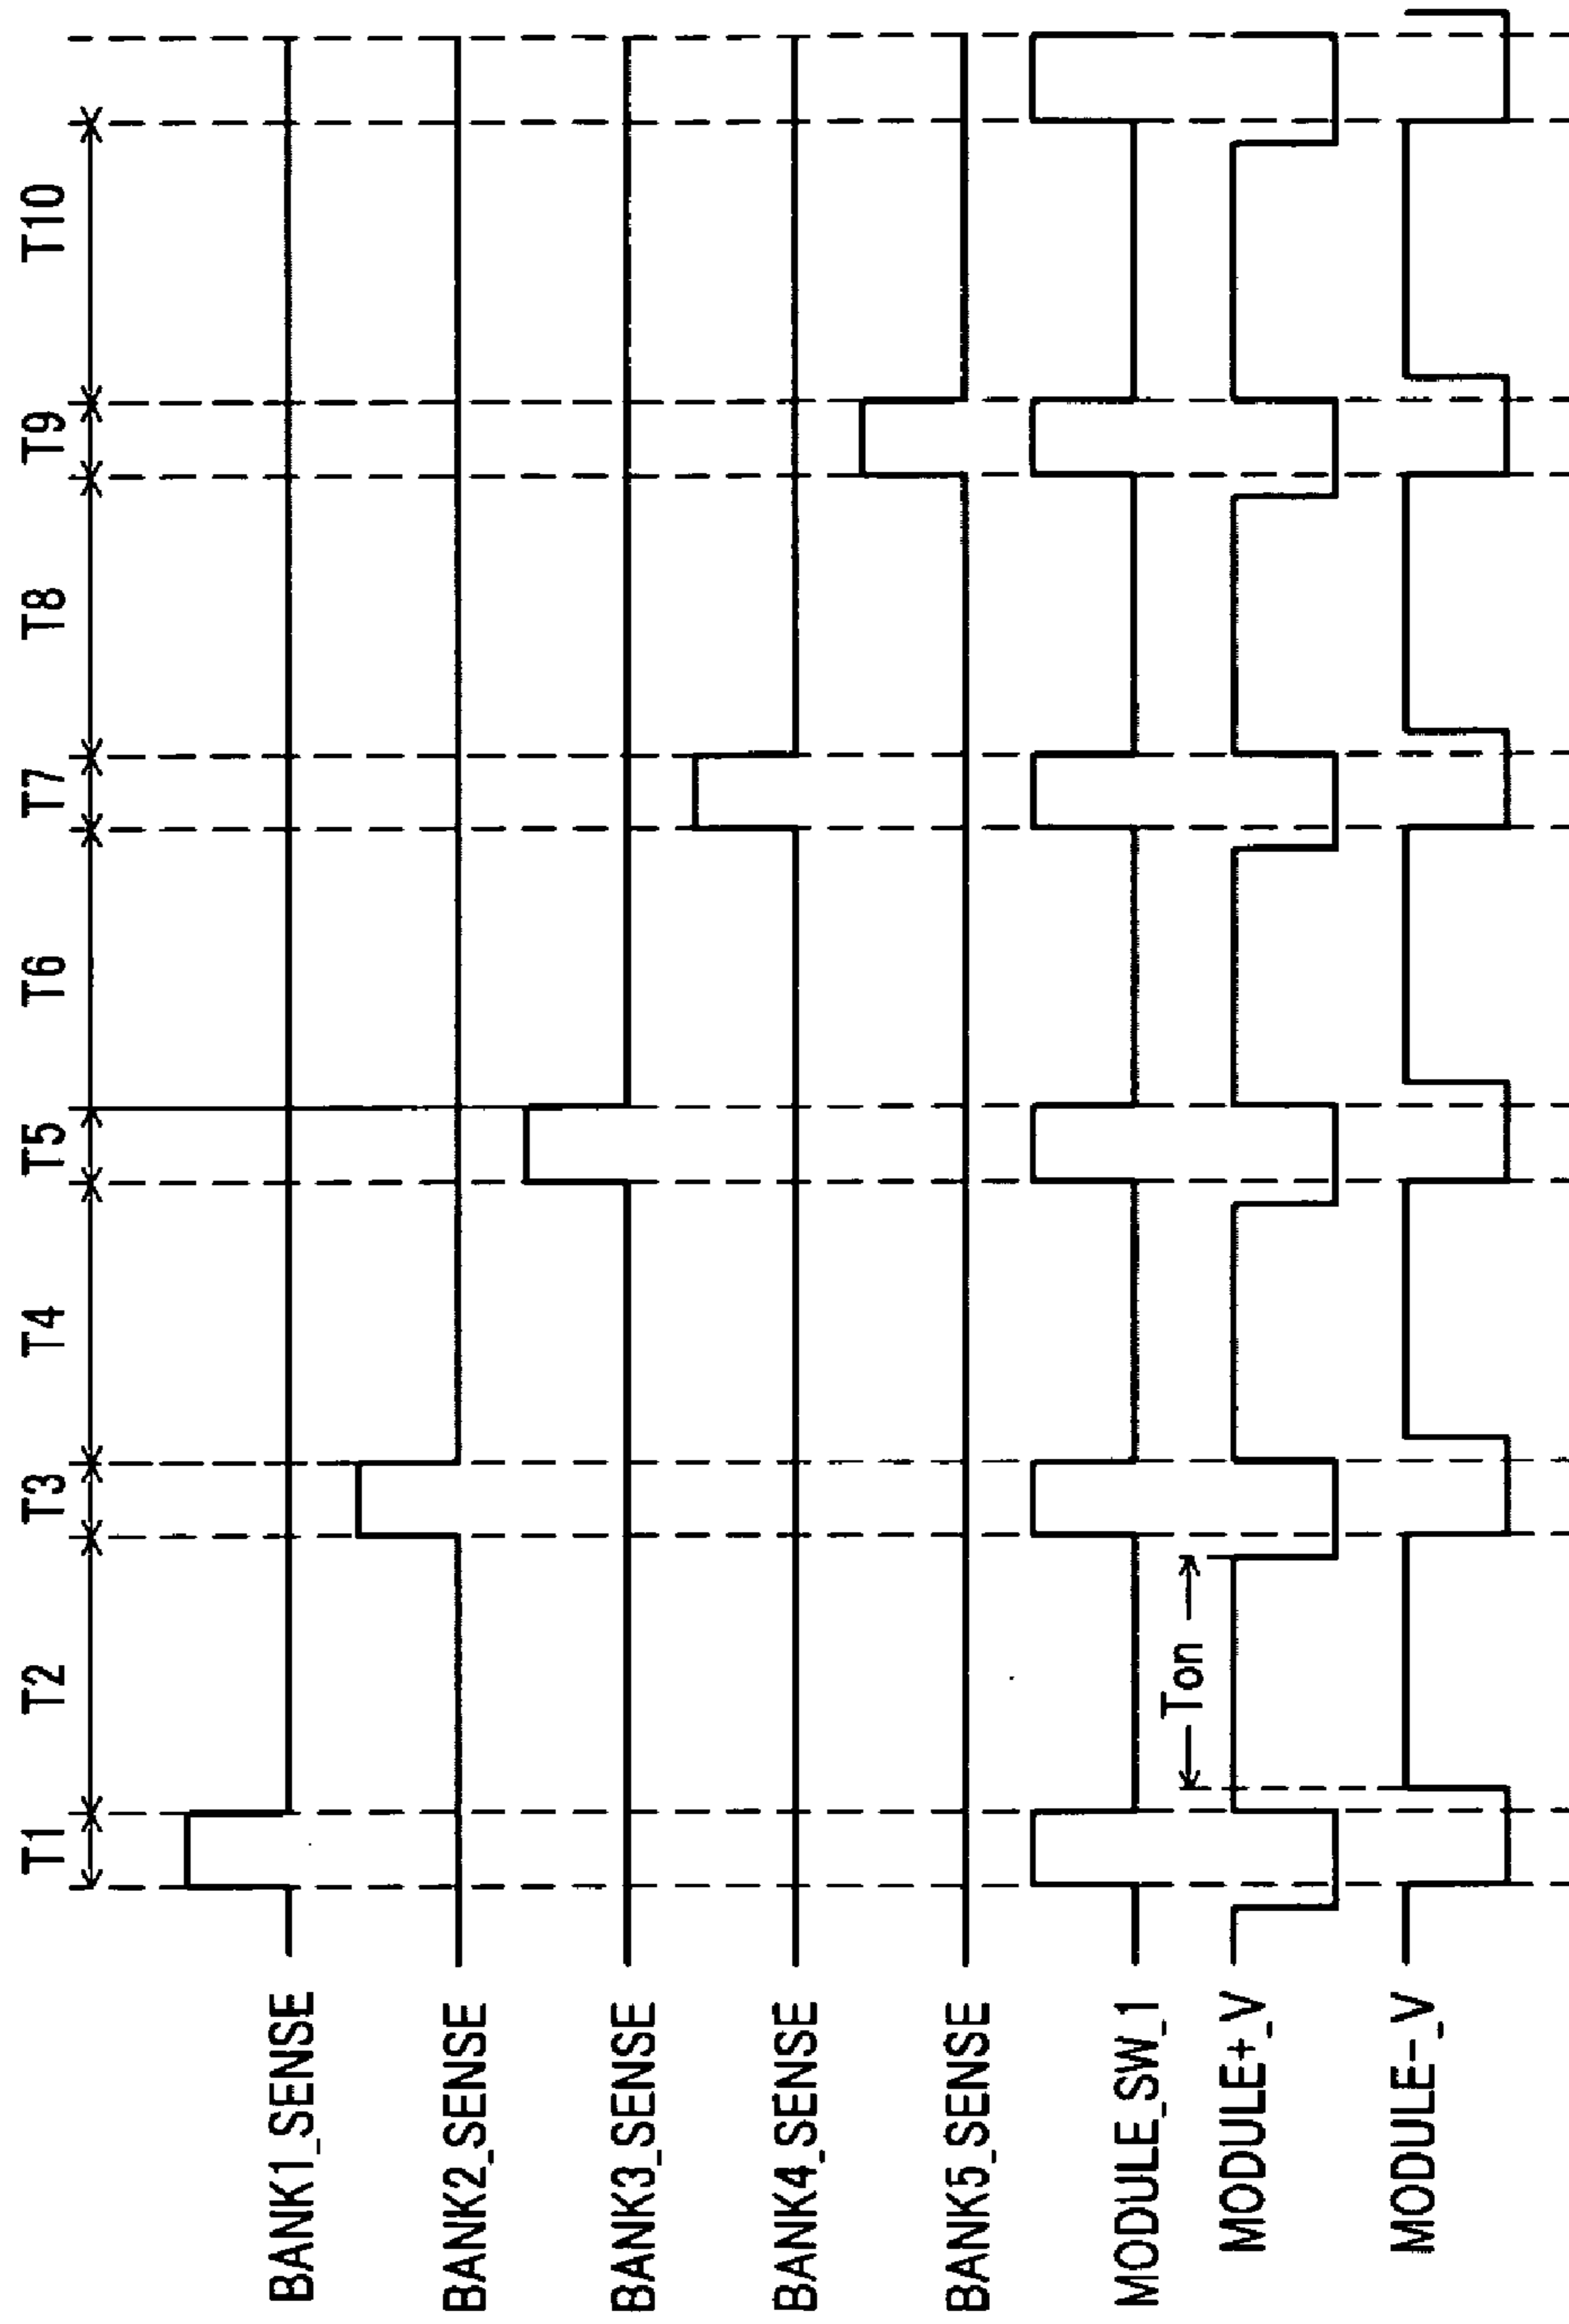 T1
T2
T3
T4
T5
T6
T7
T8
T9
T10
BANK1_SENSE
BANK2_SENSE
BANK3_SENSE
BANK4_SENSE
BANK5_SENSE
MODULE_SW_1
Ton
MODULE+_V
MODULE-_V